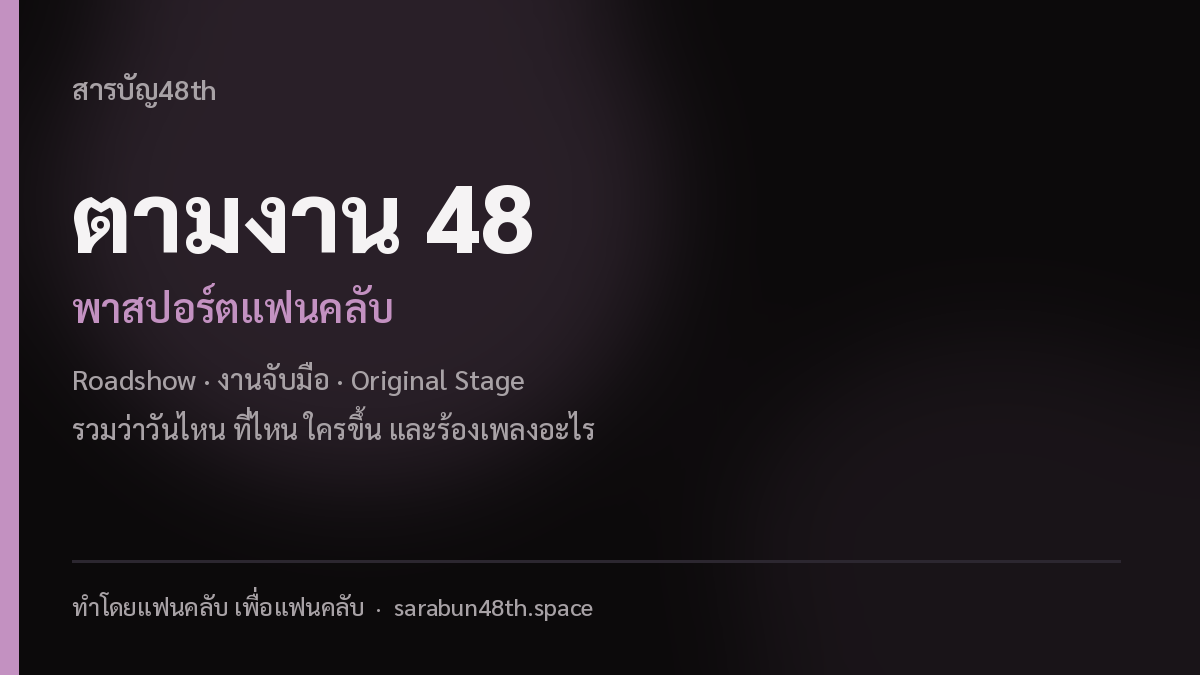 สารบัญ48th
ตามงาน 48
พาสปอร์ตแฟนคลับ
Roadshow · งานจับมือ · Original Stage
รวมว่าวันไหน ที่ไหน ใครขึ้น และร้องเพลงอะไร
ทำโดยแฟนคลับ เพื่อแฟนคลับ · sarabun48th.space